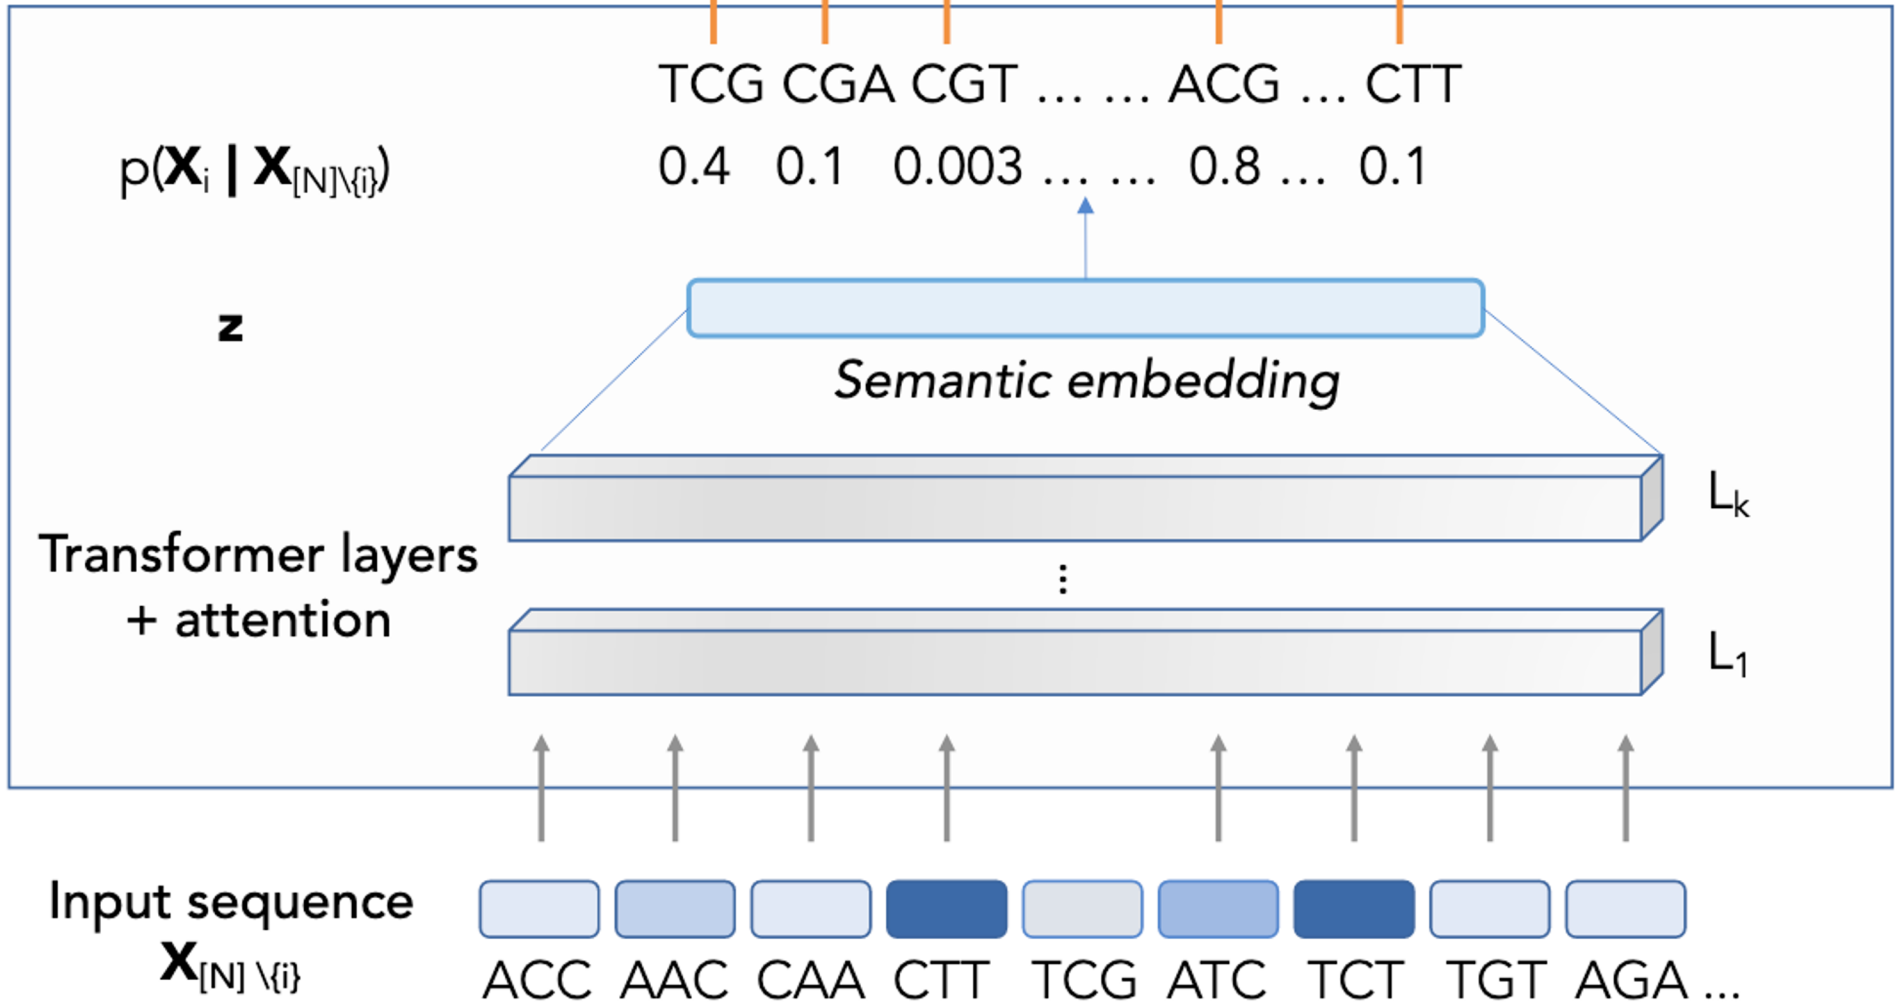 TCG CGA CGT ... ... ACG ... CTT
p(Xi | X[N]\{i}) 0.4 0.1 0.003 ... ... 0.8 ... 0.1
z
Semantic embedding
Lk
Transformer layers
+ attention
⋮
L1
Input sequence
X[N] \{i}
ACC AAC CAA CTT TCG ATC TCT TGT AGA ...